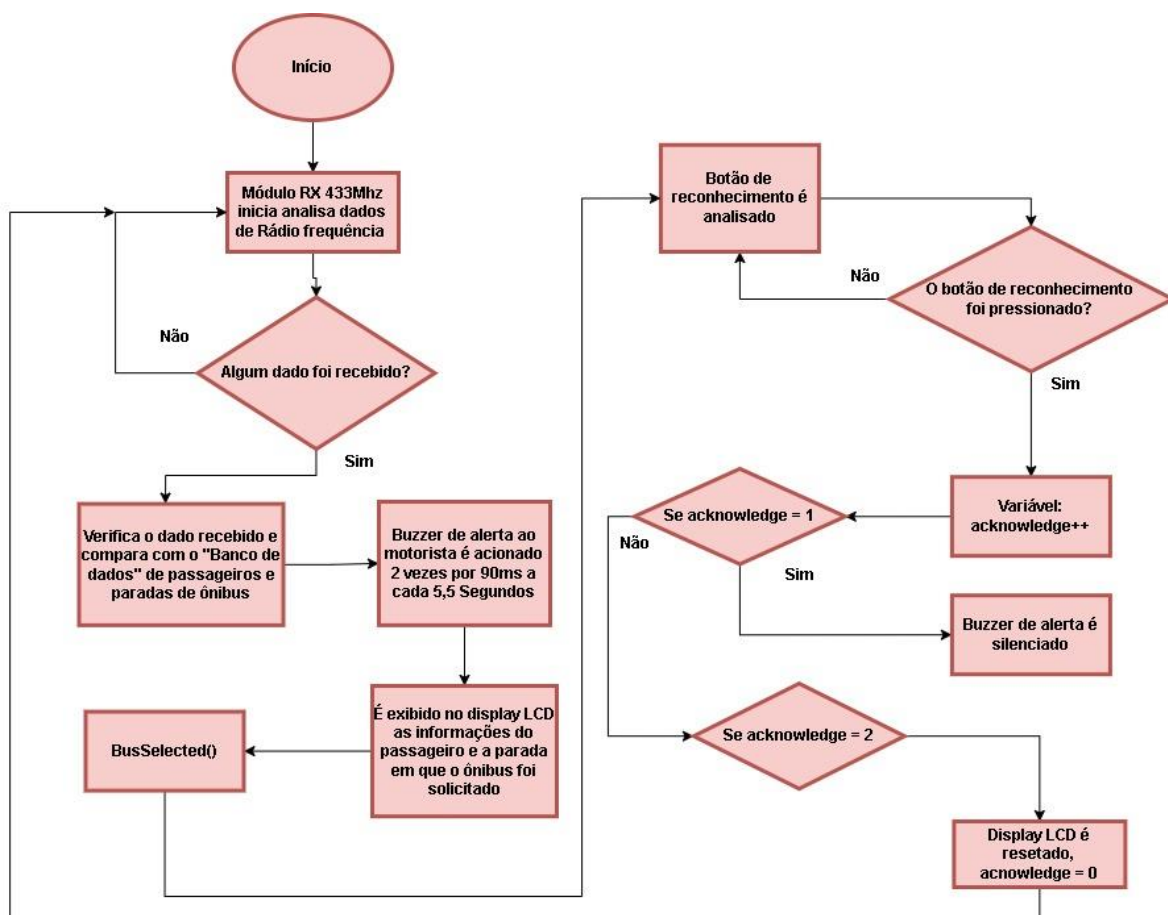 Início
Módulo RX 433Mhz
inicia analisa dados
de Rádio frequência
Não
Algum dado foi recebido?
Sim
Verifica o dado recebido e
compara com o "Banco de
dados" de passageiros e
paradas de ônibus
Buzzer de alerta ao
motorista é acionado
2 vezes por 90ms a
cada 5,5 Segundos
É exibido no display LCD
as informações do
passageiro e a parada
em que o ônibus foi
solicitado
BusSelected()
Botão de
reconhecimento é
analisado
Não
O botão de reconhecimento
foi pressionado?
Sim
Variável:
acknowledge++
Se acknowledge = 1
Não
Sim
Buzzer de alerta é
silenciado
Se acknowledge = 2
Display LCD é
resetado,
acnowledge = 0